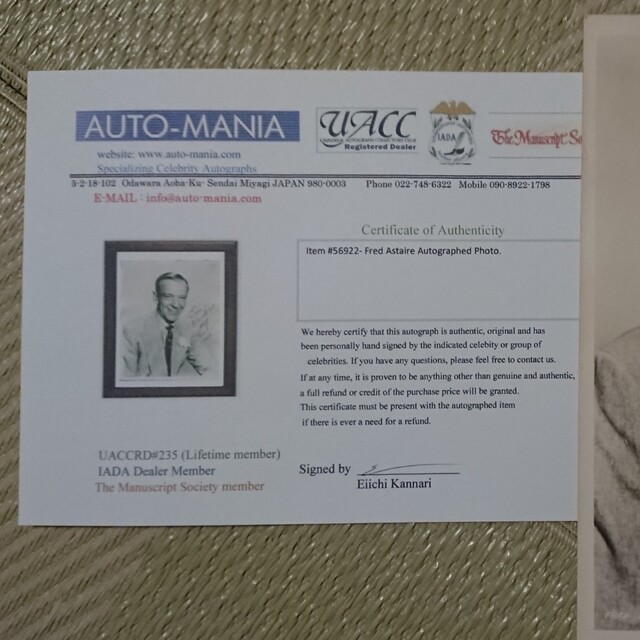 AUTO-MANIA
UACC
Registered Dealer
IADA
The Manuscript So
website: www.auto-mania.com
Specializing Celebrity Autographs
5-2-18-102 Odawara Aoba-Ku- Sendai Miyagi JAPAN 980-0003 Phone 022-748-6322 Mobile 090-8922-1798
E-MAIL : info@auto-mania.com
Certificate of Authenticity
Item #56922- Fred Astaire Autographed Photo.
We hereby certify that this autograph is authentic, original and has
been personally hand signed by the indicated celebity or group of
celebrities. If you have any questions, please feel free to contact us.
If at any time, it is proven to be anything other than genuine and authentic,
a full refund or credit of the purchase price will be granted.
This certificate must be present with the autographed item
if there is ever a need for a refund.
UACCRD#235 (Lifetime member)
IADA Dealer Member
The Manuscript Society member
Signed by
Eiichi Kannari